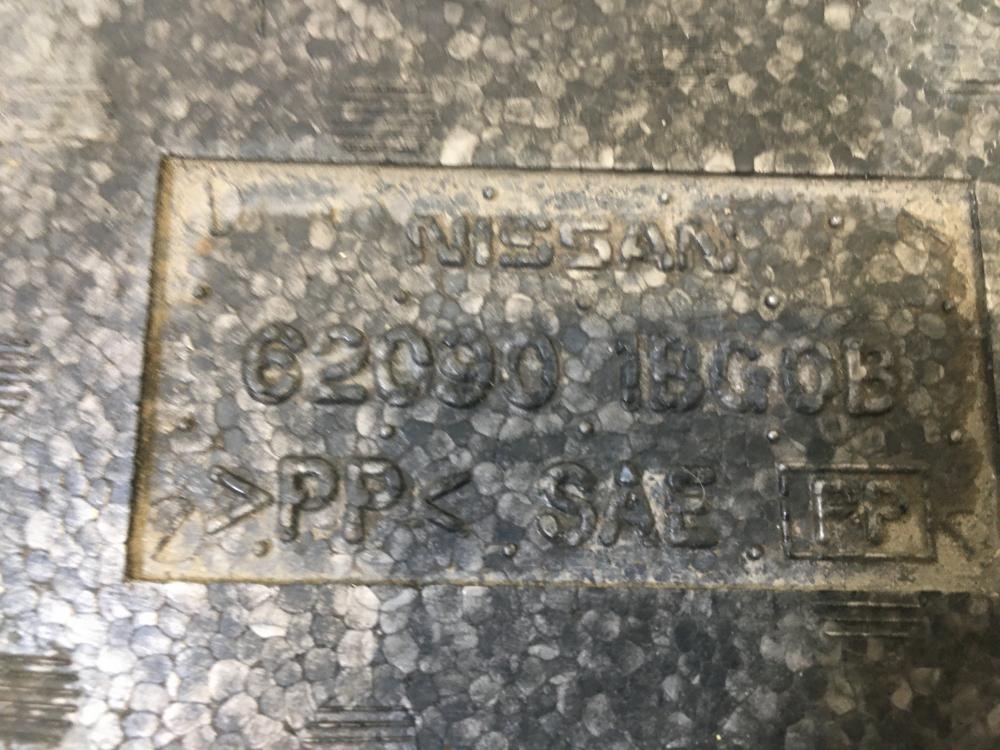 NISSAN
62090 1BG0B
>PP< SAE PP